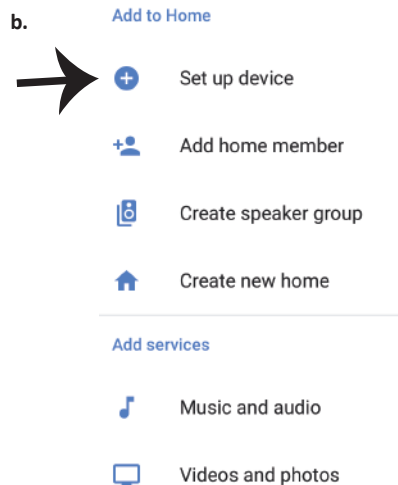 b.
Add to Home
Set up device
Add home member
Create speaker group
Create new home
Add services
Music and audio
Videos and photos